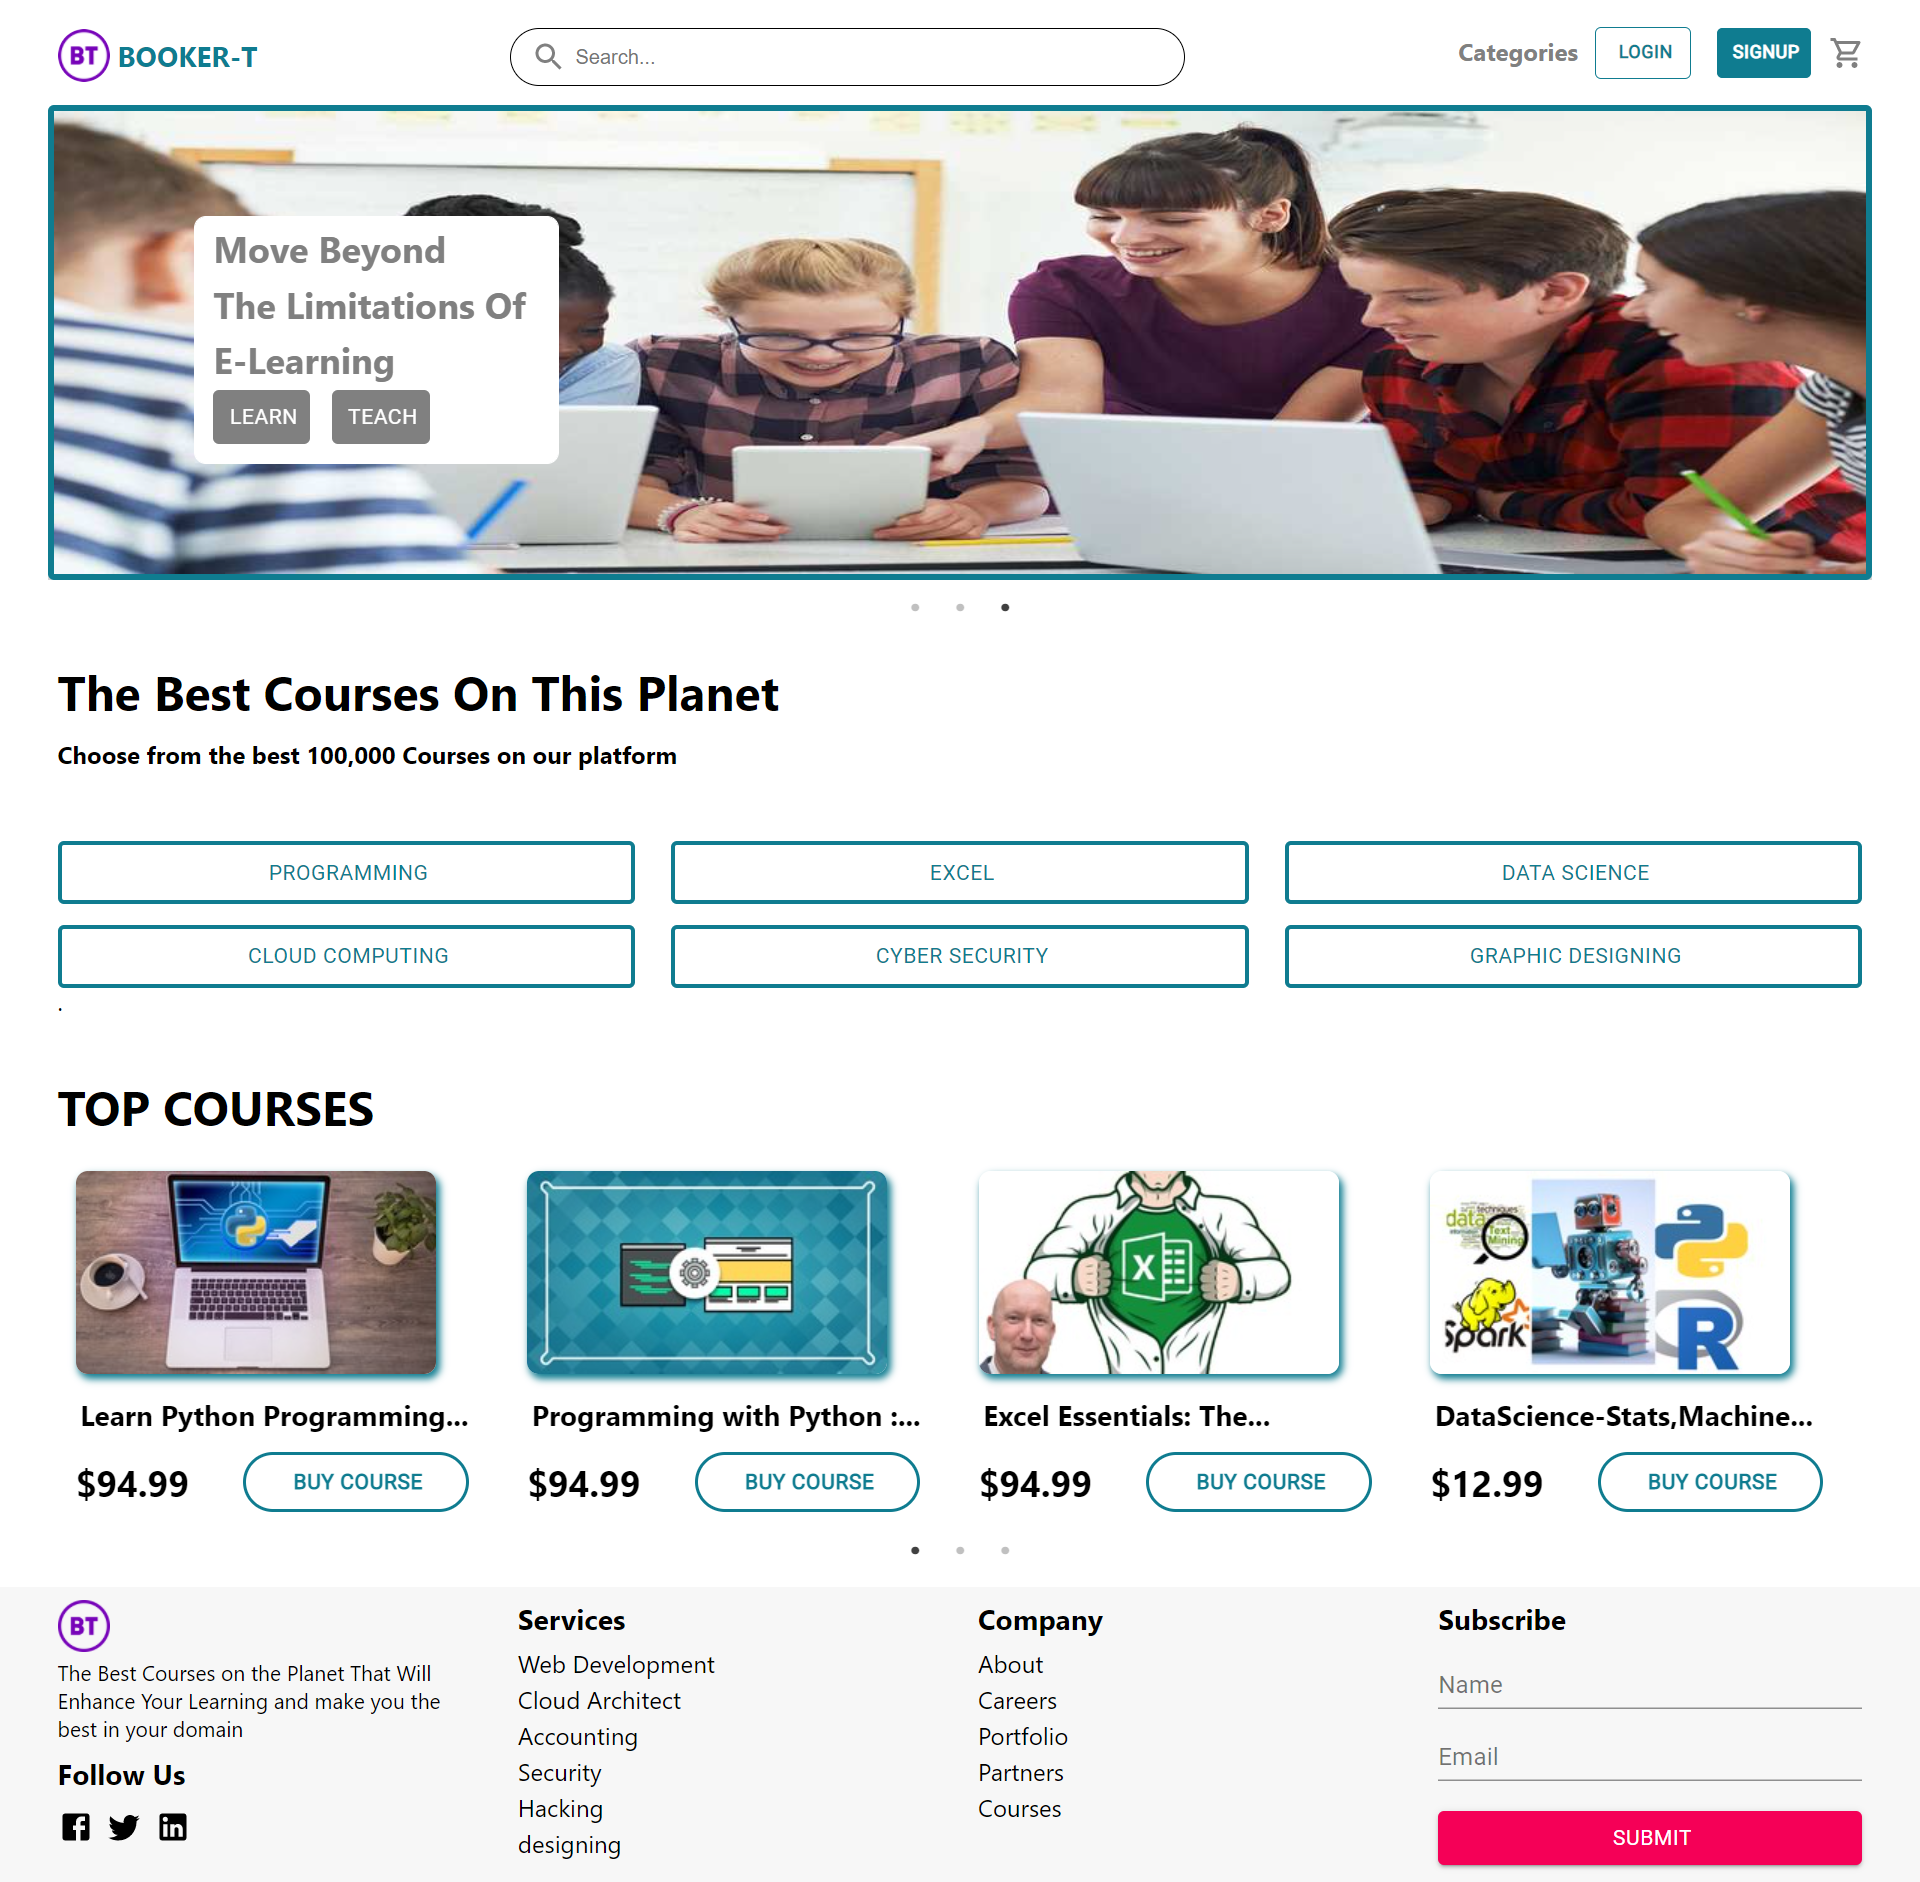 BT BOOKER-T
Search...
Categories
LOGIN
SIGNUP
Move Beyond
The Limitations Of
E-Learning
LEARN
TEACH
The Best Courses On This Planet
Choose from the best 100,000 Courses on our platform
PROGRAMMING
EXCEL
DATA SCIENCE
CLOUD COMPUTING
CYBER SECURITY
GRAPHIC DESIGNING
.
TOP COURSES
X
data
techniques
Text
Mining
Spark
R
Learn Python Programming...
Programming with Python :...
Excel Essentials: The...
DataScience-Stats,Machine...
$94.99
BUY COURSE
$94.99
BUY COURSE
$94.99
BUY COURSE
$12.99
BUY COURSE
BT
The Best Courses on the Planet That Will
Enhance Your Learning and make you the
best in your domain
Follow Us
Services
Web Development
Cloud Architect
Accounting
Security
Hacking
designing
Company
About
Careers
Portfolio
Partners
Courses
Subscribe
Name
Email
SUBMIT